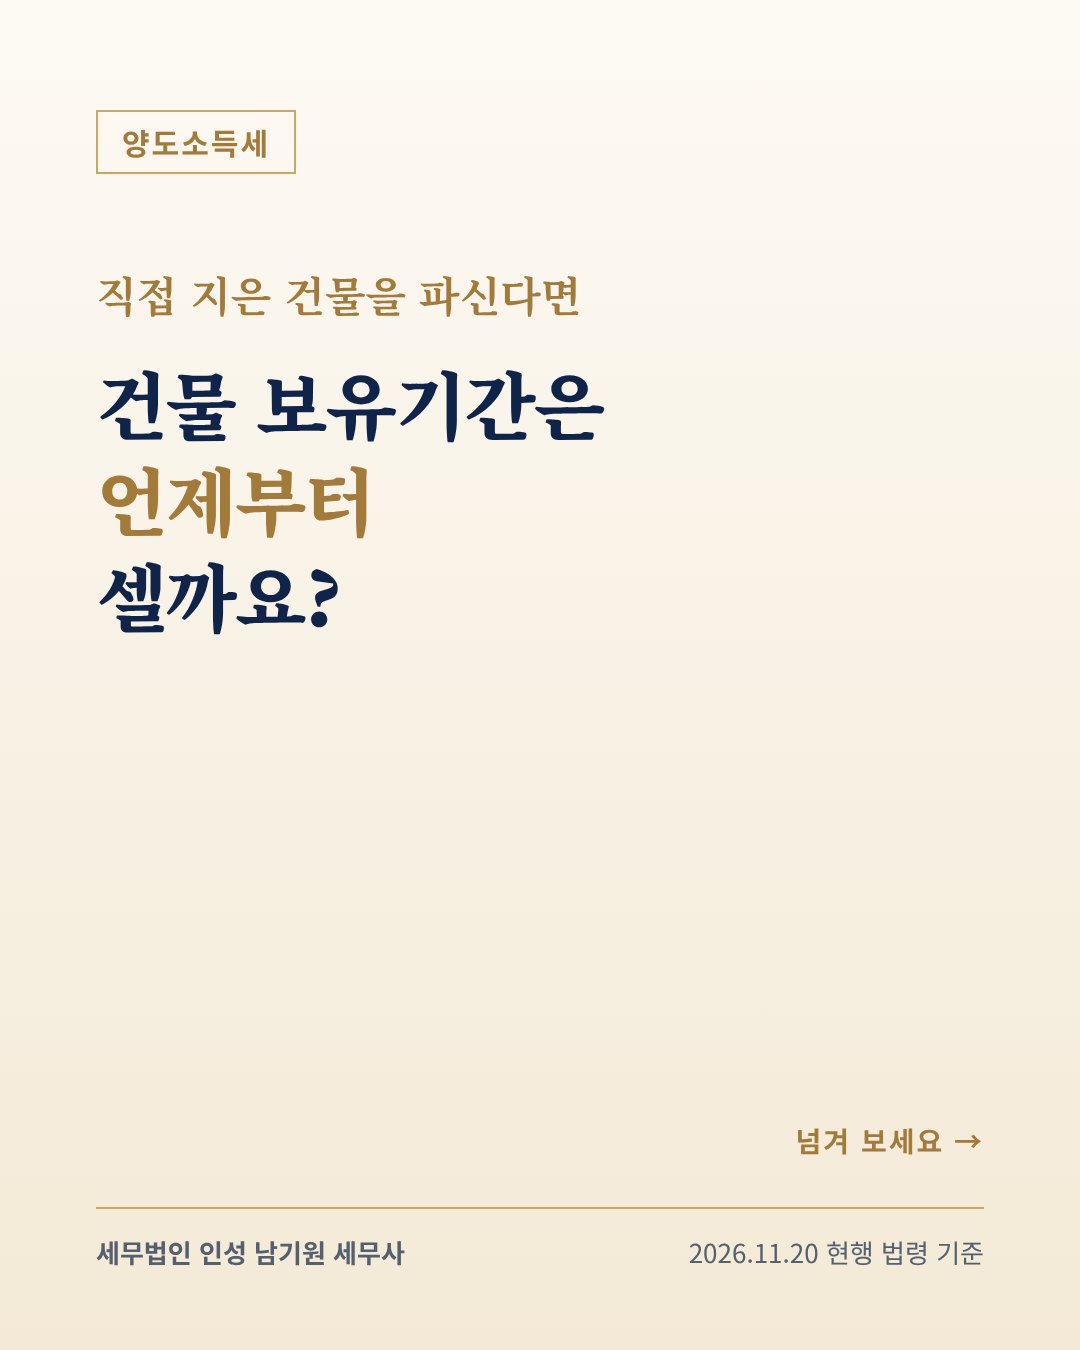 양도소득세
직접 지은 건물을 파신다면
건물 보유기간은
언제부터
셀까요?
넘겨 보세요 →
세무법인 인성 남기원 세무사
2026.11.20 현행 법령 기준